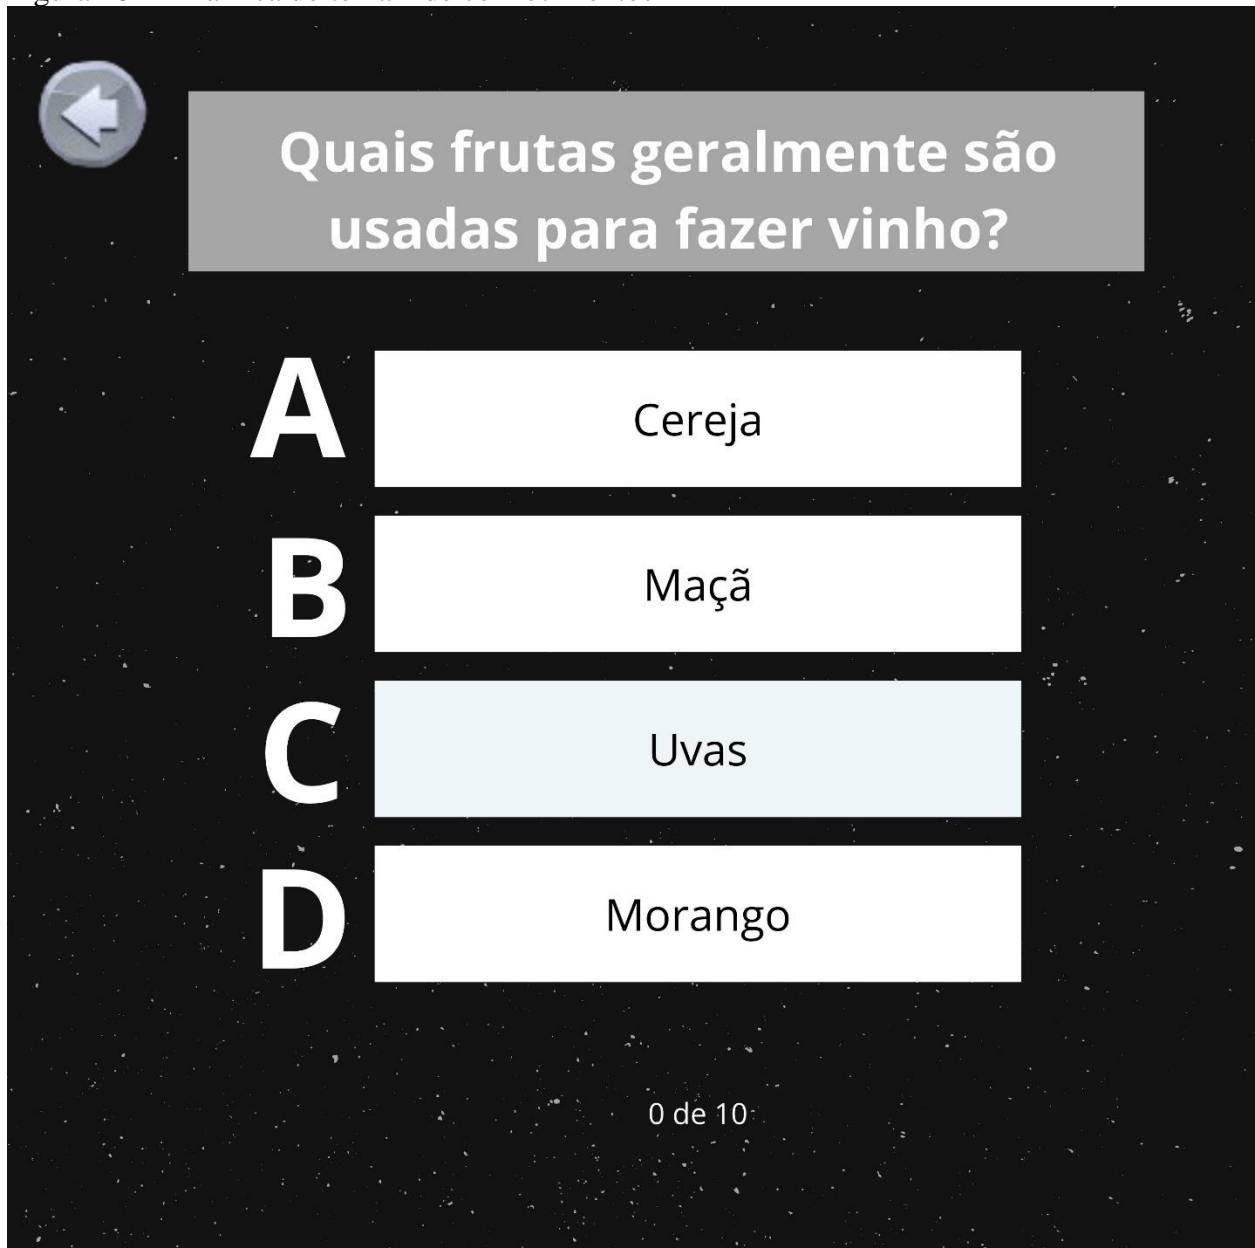 Quais frutas geralmente são
usadas para fazer vinho?
A Cereja
B Maçã
C Uvas
D Morango
0 de 10